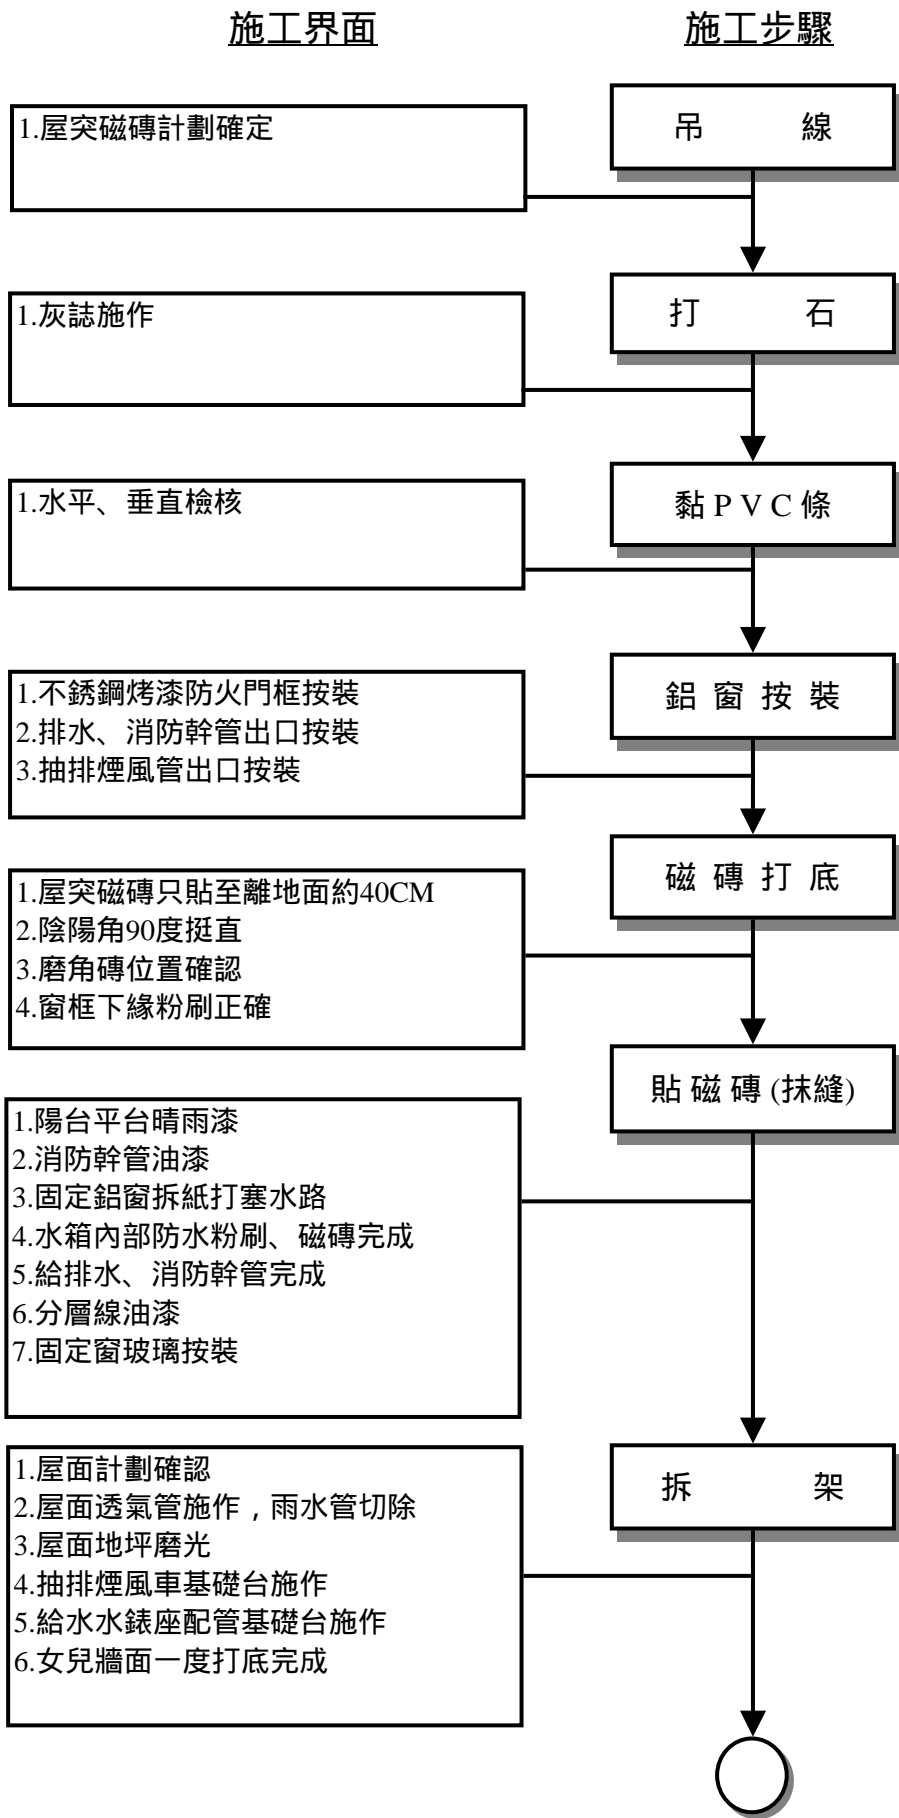 施工界面
施工步驟
吊 線
1.屋突磁磚計劃確定
打 石
1.灰誌施作
黏 P V C 條
1.水平、垂直檢核
鋁 窗 按 裝
1.不銹鋼烤漆防火門框按裝
2.排水、消防幹管出口按裝
3.抽排煙風管出口按裝
磁 磚 打 底
1.屋突磁磚只貼至離地面約40CM
2.陰陽角90度挺直
3.磨角磚位置確認
4.窗框下緣粉刷正確
貼 磁 磚 (抹縫)
1.陽台平台晴雨漆
2.消防幹管油漆
3.固定鋁窗拆紙打塞水路
4.水箱內部防水粉刷、磁磚完成
5.給排水、消防幹管完成
6.分層線油漆
7.固定窗玻璃按裝
拆 架
1.屋面計劃確認
2.屋面透氣管施作，雨水管切除
3.屋面地坪磨光
4.抽排煙風車基礎台施作
5.給水水錶座配管基礎台施作
6.女兒牆面一度打底完成